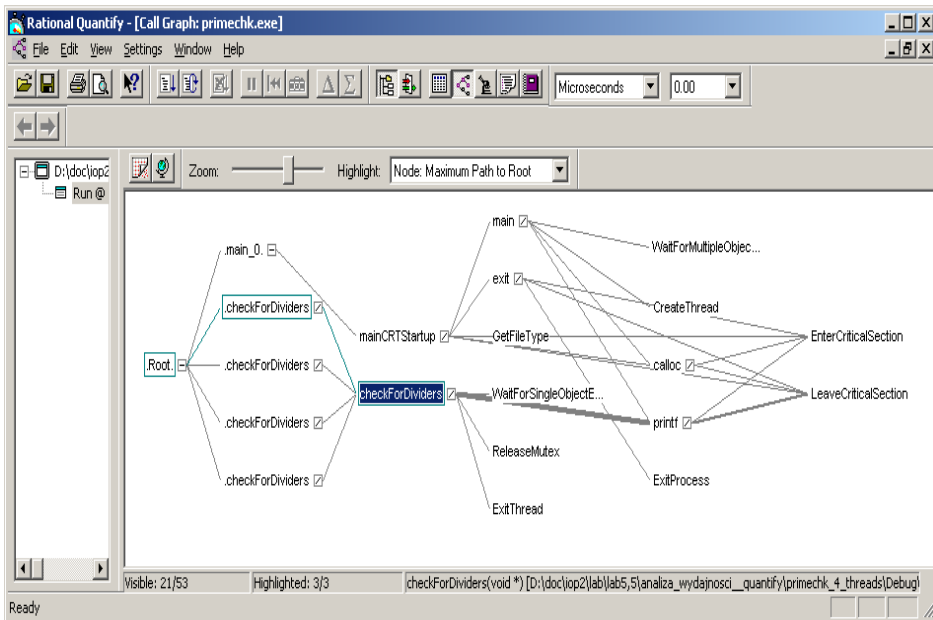 Rational Quantify - [Call Graph: primechk.exe]
File Edit View Settings Window Help
Microseconds 0.00
D:\doc\iop2
Run @
Zoom: Highlight: Node: Maximum Path to Root
main
.main_0.
WaitForMultipleObjec...
exit
.checkForDividers
CreateThread
mainCRTStartup
GetFileType
EnterCriticalSection
.Root.
.checkForDividers
calloc
checkForDividers
WaitForSingleObjectE...
LeaveCriticalSection
.checkForDividers
printf
ReleaseMutex
.checkForDividers
ExitProcess
ExitThread
Visible: 21/53 Highlighted: 3/3 checkForDividers(void *) [D:\doc\iop2\lab\lab5,5\analiza_wydajnosci__quantify\primechk_4_threads\Debug\
Ready